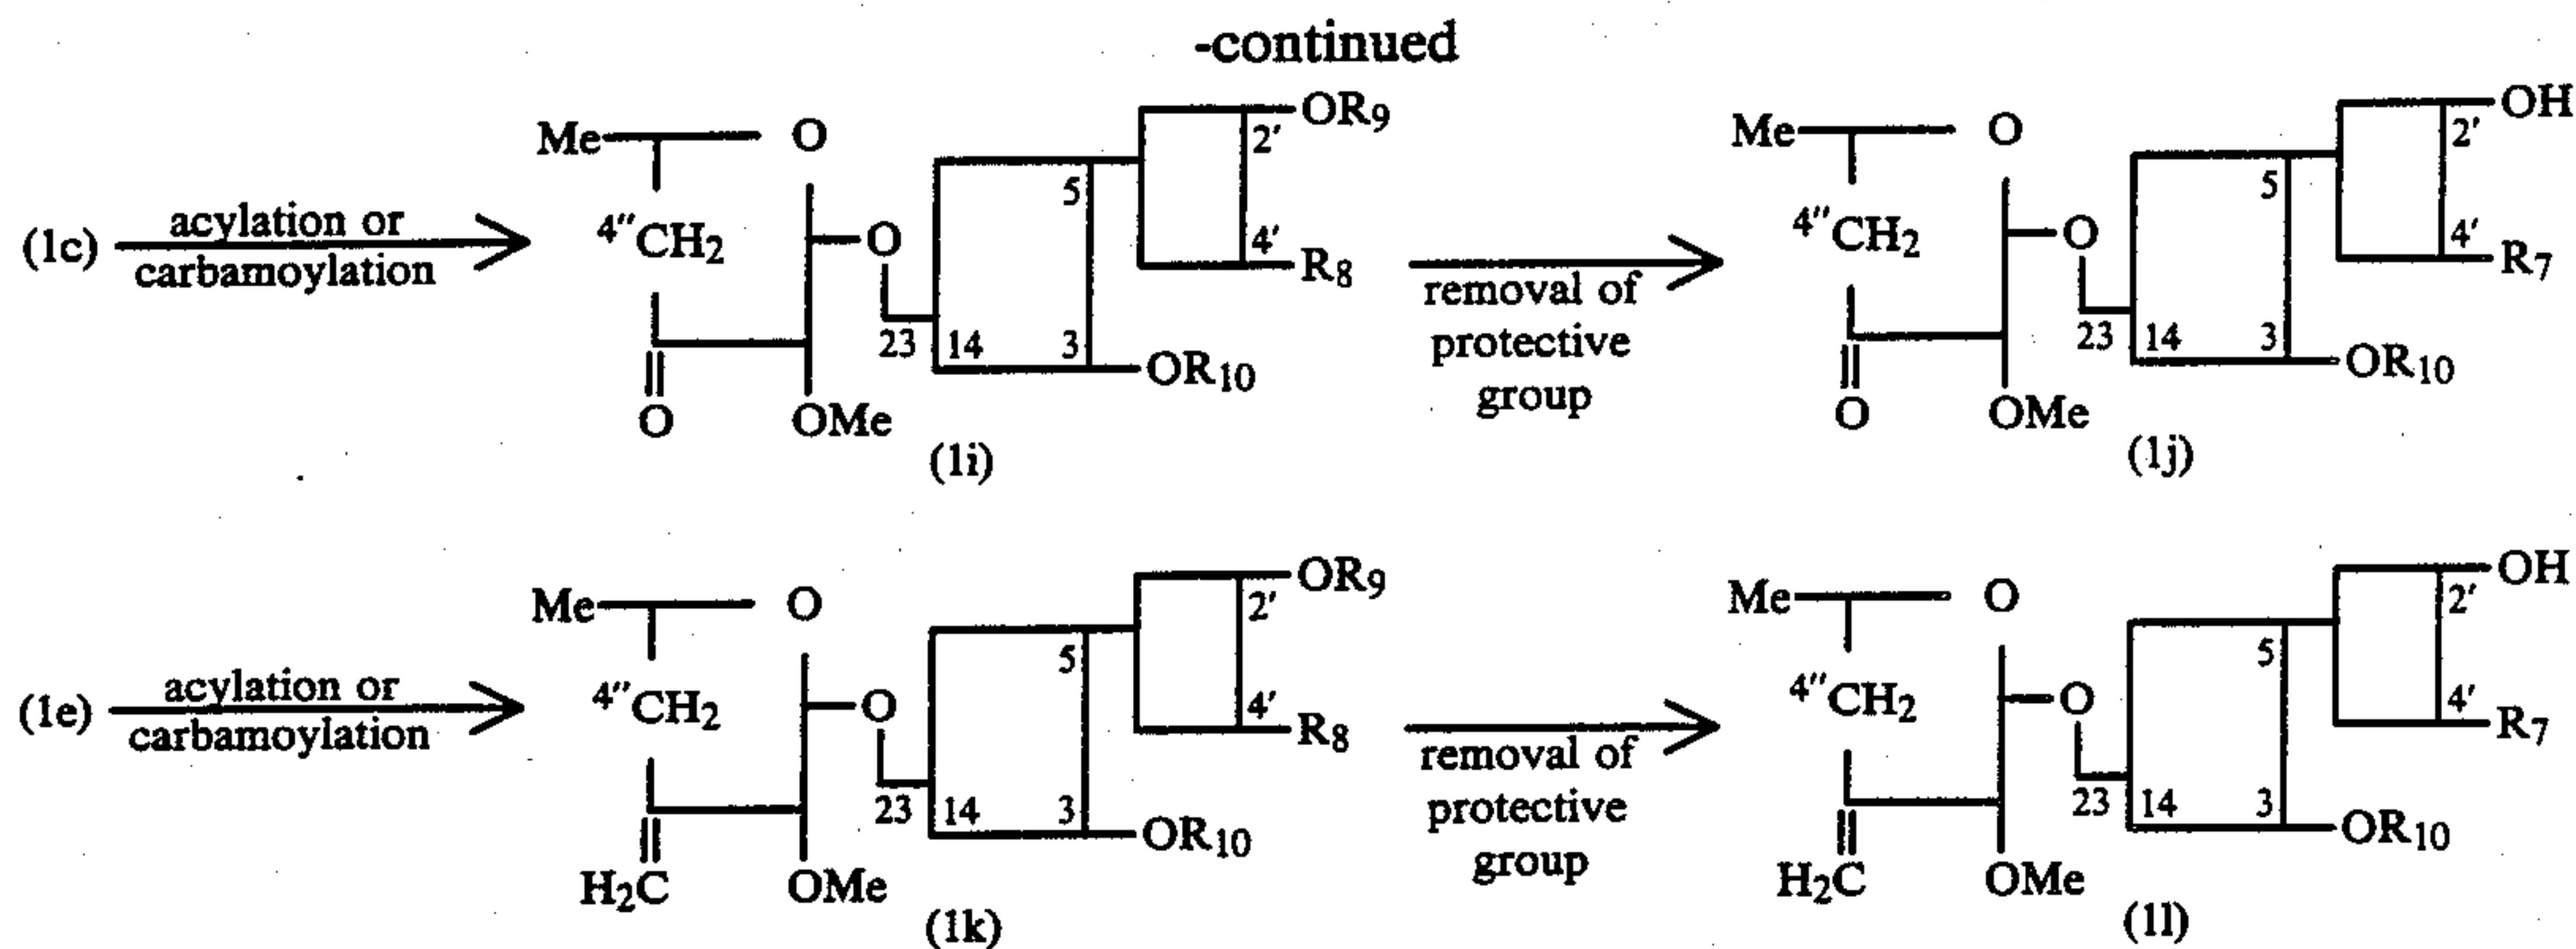 -continued
(1c) acylation or
carbamoylation
Me O
4"CH2
O
OMe
O
23 14 3 5
2'
4'
OR9
R8
OR10
(1i)
removal of
protective
group
Me O
4"CH2
O
OMe
O
23 14 3 5
2'
4'
OH
R7
OR10
(1j)
(1e) acylation or
carbamoylation
Me O
4"CH2
H2C
OMe
O
23 14 3 5
2'
4'
OR9
R8
OR10
(1k)
removal of
protective
group
Me O
4"CH2
H2C
OMe
O
23 14 3 5
2'
4'
OH
R7
OR10
(1l)